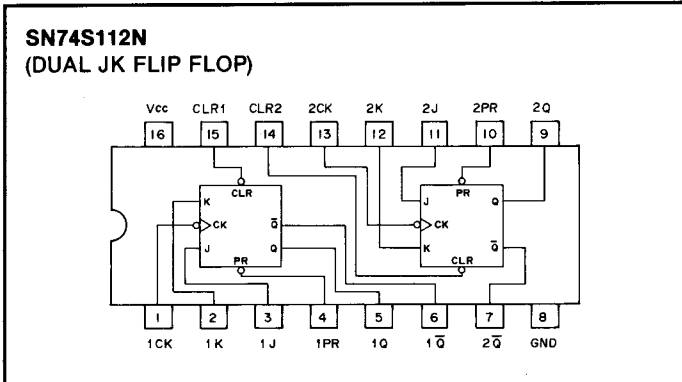 SN74S112N
(DUAL JK FLIP FLOP)
Vcc CLR1 CLR2 2CK 2K 2J 2PR 2Q
16 15 14 13 12 11 10 9
CLR
K
CK
Q̅
J
Q
PR
PR
J
Q
CK
K
Q̅
CLR
1 2 3 4 5 6 7 8
1CK 1K 1J 1PR 1Q 1Q̅ 2Q̅ GND